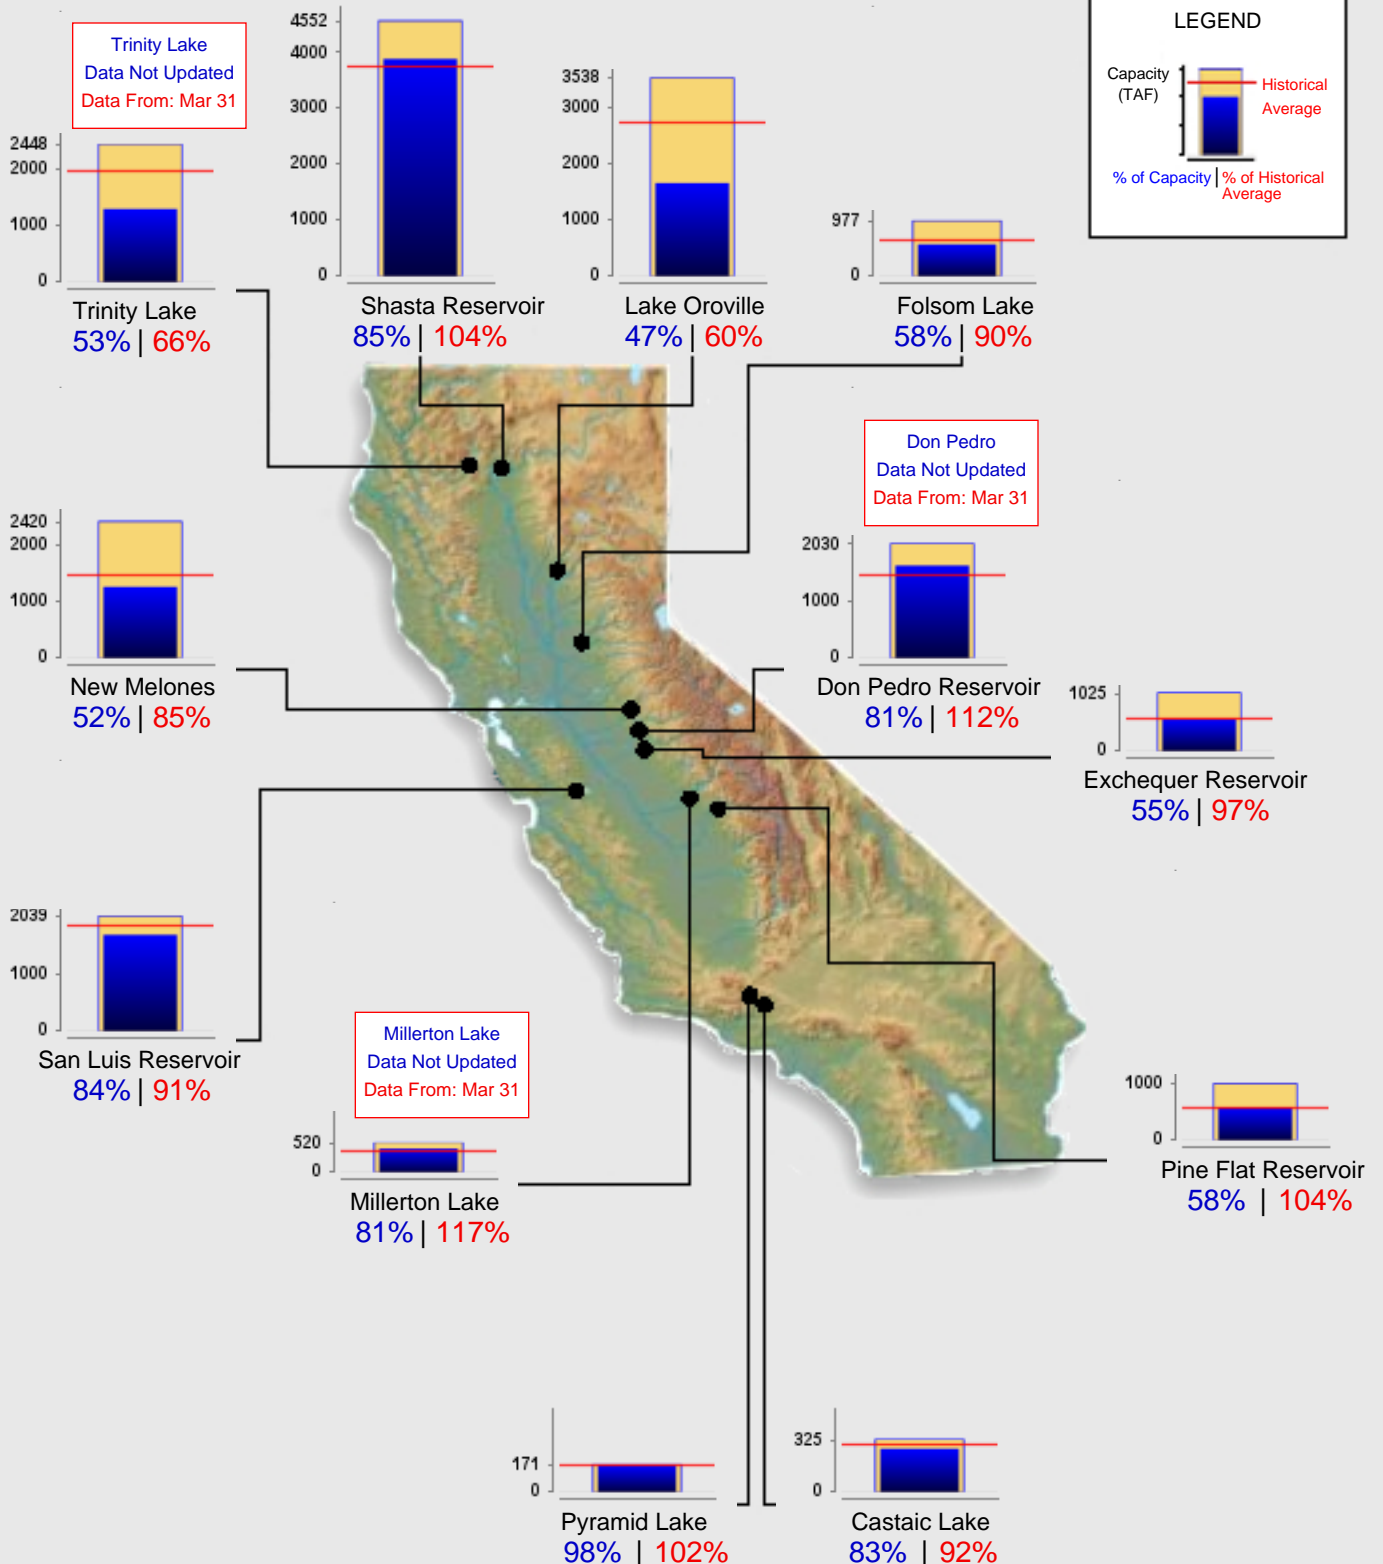 LEGEND
Capacity
(TAF)
Historical
Average
% of Capacity | % of Historical
Average
Trinity Lake
Data Not Updated
Data From: Mar 31
2448
2000
1000
0
Trinity Lake
53% | 66%
4552
4000
3000
2000
1000
0
Shasta Reservoir
85% | 104%
3538
3000
2000
1000
0
Lake Oroville
47% | 60%
977
0
Folsom Lake
58% | 90%
2420
2000
1000
0
New Melones
52% | 85%
Don Pedro
Data Not Updated
Data From: Mar 31
2030
1000
0
Don Pedro Reservoir
81% | 112%
1025
0
Exchequer Reservoir
55% | 97%
2039
1000
0
San Luis Reservoir
84% | 91%
Millerton Lake
Data Not Updated
Data From: Mar 31
520
0
Millerton Lake
81% | 117%
1000
0
Pine Flat Reservoir
58% | 104%
171
0
Pyramid Lake
98% | 102%
325
0
Castaic Lake
83% | 92%